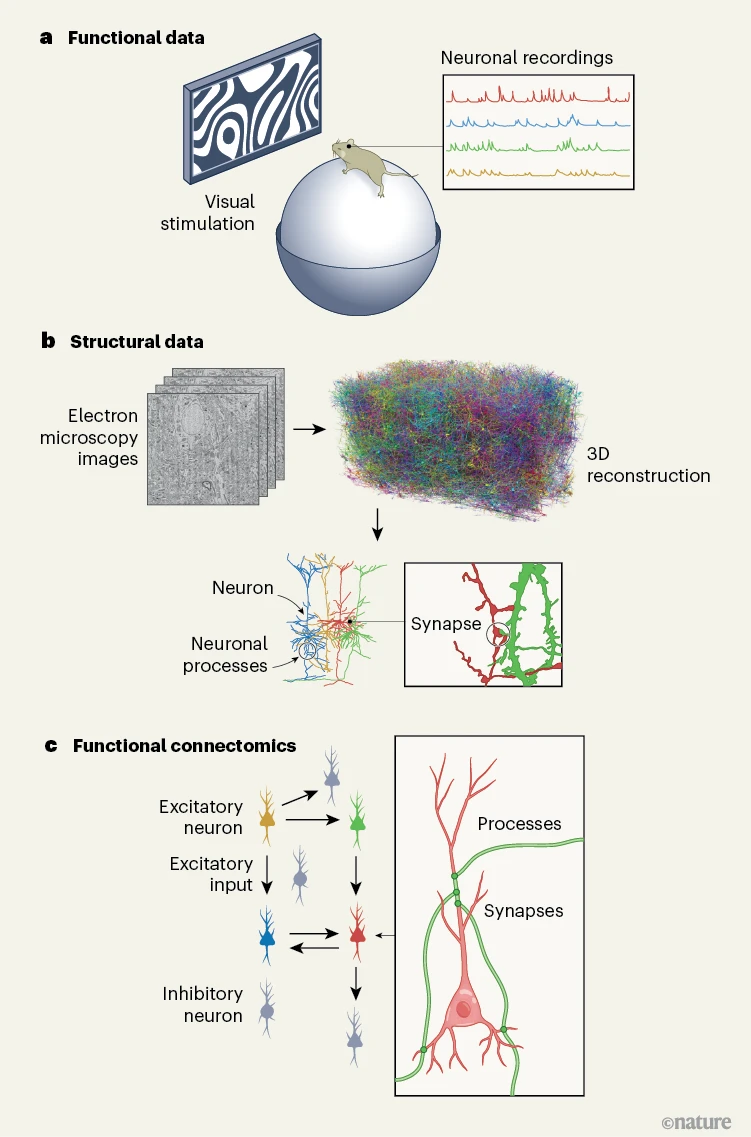 a Functional data
Neuronal recordings
Visual
stimulation
b Structural data
Electron
microscopy
images
3D
reconstruction
Neuron
Neuronal
processes
Synapse
c Functional connectomics
Excitatory
neuron
Excitatory
input
Inhibitory
neuron
Processes
Synapses
©nature